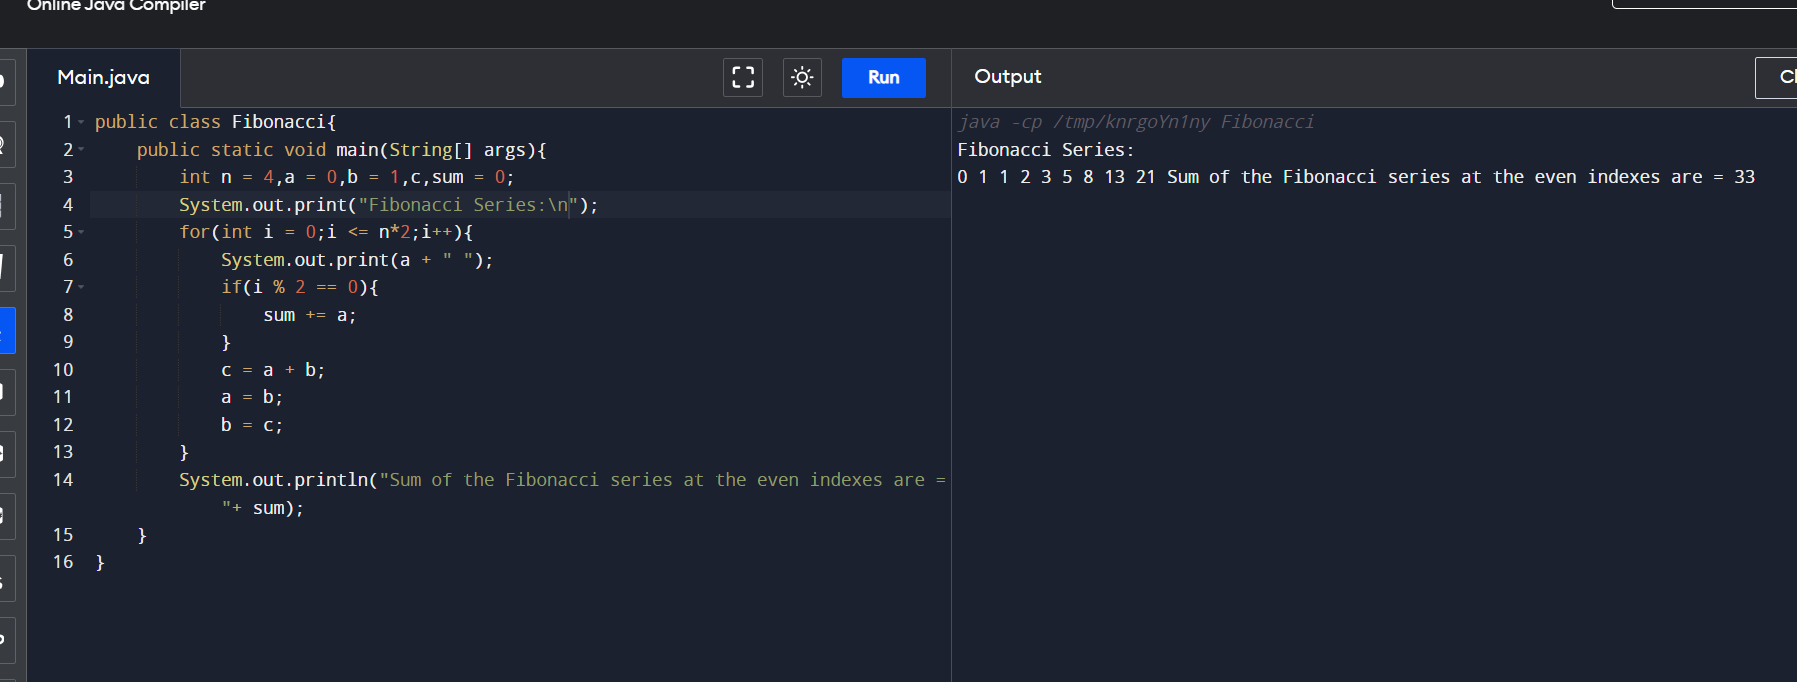 Online Java Compiler
Main.java
Run
1 public class Fibonacci{
2     public static void main(String[] args){
3         int n = 4,a = 0,b = 1,c,sum = 0;
4         System.out.print("Fibonacci Series:\n");
5         for(int i = 0;i <= n*2;i++){
6             System.out.print(a + " ");
7             if(i % 2 == 0){
8                 sum += a;
9             }
10             c = a + b;
11             a = b;
12             b = c;
13         }
14         System.out.println("Sum of the Fibonacci series at the even indexes are =
            "+ sum);
15     }
16 }
Output
java -cp /tmp/knrgoYn1ny Fibonacci
Fibonacci Series:
0 1 1 2 3 5 8 13 21 Sum of the Fibonacci series at the even indexes are = 33